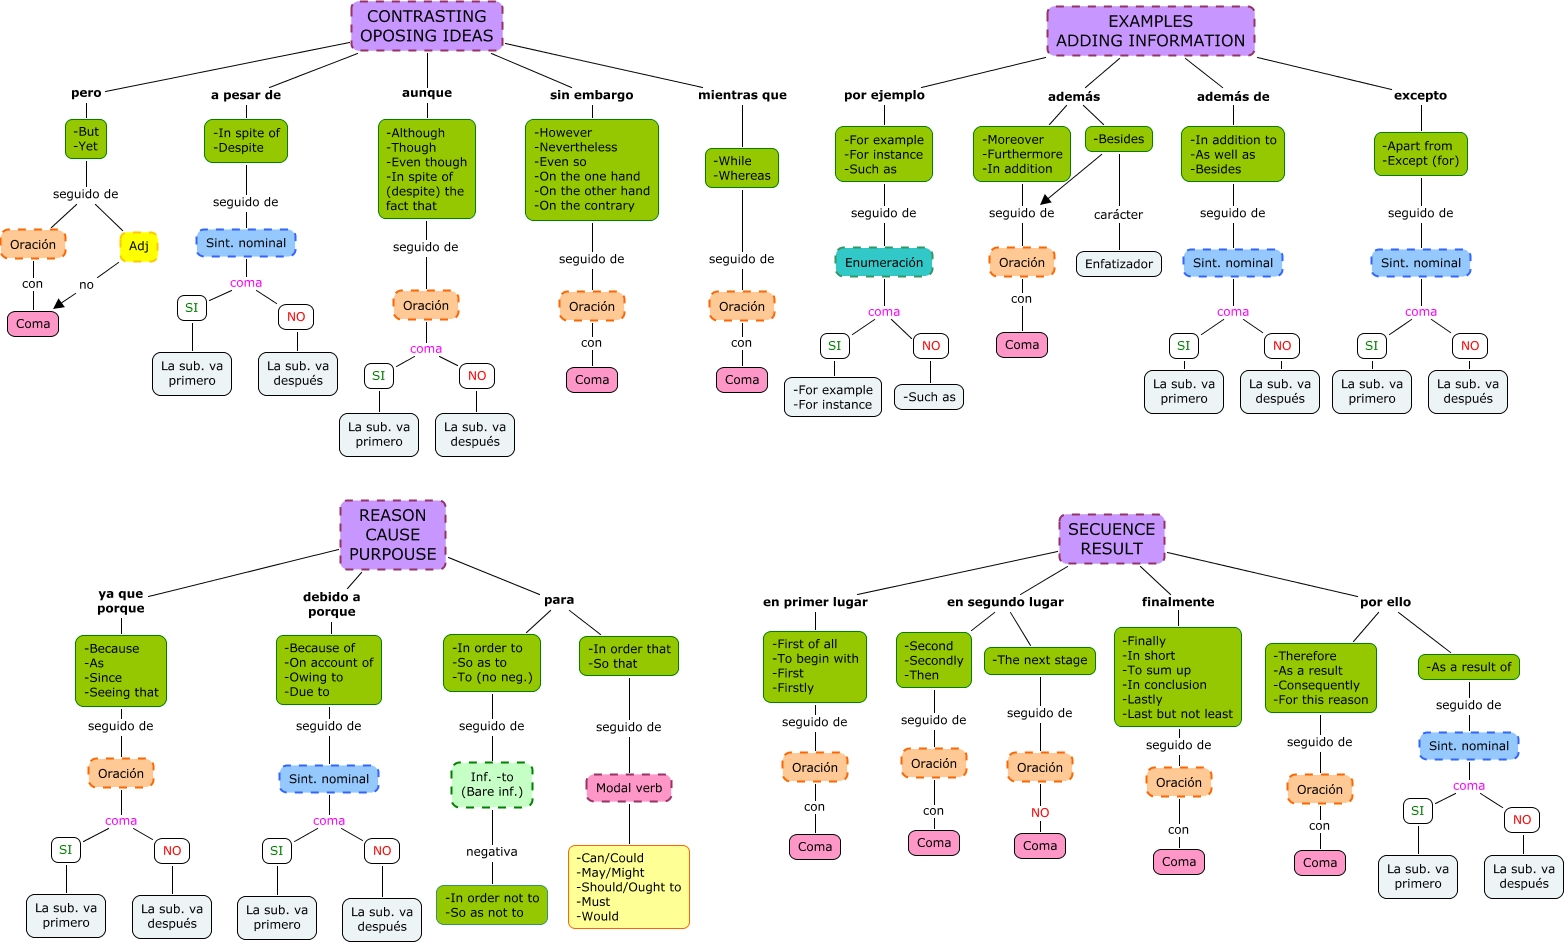 CONTRASTING
OPOSING IDEAS
pero
a pesar de
aunque
sin embargo
mientras que
-But
-Yet
-In spite of
-Despite
-Although
-Though
-Even though
-In spite of
(despite) the
fact that
-However
-Nevertheless
-Even so
-On the one hand
-On the other hand
-On the contrary
-While
-Whereas
seguido de
seguido de
seguido de
seguido de
seguido de
Oración
Adj
Sint. nominal
Oración
Oración
Oración
con
no
coma
coma
con
con
Coma
SI
NO
SI
NO
Coma
Coma
La sub. va
primero
La sub. va
después
La sub. va
primero
La sub. va
después
EXAMPLES
ADDING INFORMATION
por ejemplo
además
además de
excepto
-For example
-For instance
-Such as
-Moreover
-Furthermore
-In addition
-Besides
-In addition to
-As well as
-Besides
-Apart from
-Except (for)
seguido de
seguido de
carácter
seguido de
seguido de
Enumeración
Oración
Enfatizador
Sint. nominal
Sint. nominal
coma
con
coma
coma
SI
NO
Coma
SI
NO
SI
NO
-For example
-For instance
-Such as
La sub. va
primero
La sub. va
después
La sub. va
primero
La sub. va
después
REASON
CAUSE
PURPOUSE
ya que
porque
debido a
porque
para
-Because
-As
-Since
-Seeing that
-Because of
-On account of
-Owing to
-Due to
-In order to
-So as to
-To (no neg.)
-In order that
-So that
seguido de
seguido de
seguido de
seguido de
Oración
Sint. nominal
Inf. -to
(Bare inf.)
Modal verb
coma
coma
negativa
SI
NO
SI
NO
-In order not to
-So as not to
-Can/Could
-May/Might
-Should/Ought to
-Must
-Would
La sub. va
primero
La sub. va
después
La sub. va
primero
La sub. va
después
SECUENCE
RESULT
en primer lugar
en segundo lugar
finalmente
por ello
-First of all
-To begin with
-First
-Firstly
-Second
-Secondly
-Then
-The next stage
-Finally
-In short
-To sum up
-In conclusion
-Lastly
-Last but not least
-Therefore
-As a result
-Consequently
-For this reason
-As a result of
seguido de
seguido de
seguido de
seguido de
seguido de
seguido de
Oración
Oración
Oración
Oración
Oración
Sint. nominal
con
con
NO
con
con
coma
Coma
Coma
Coma
Coma
Coma
SI
NO
La sub. va
primero
La sub. va
después